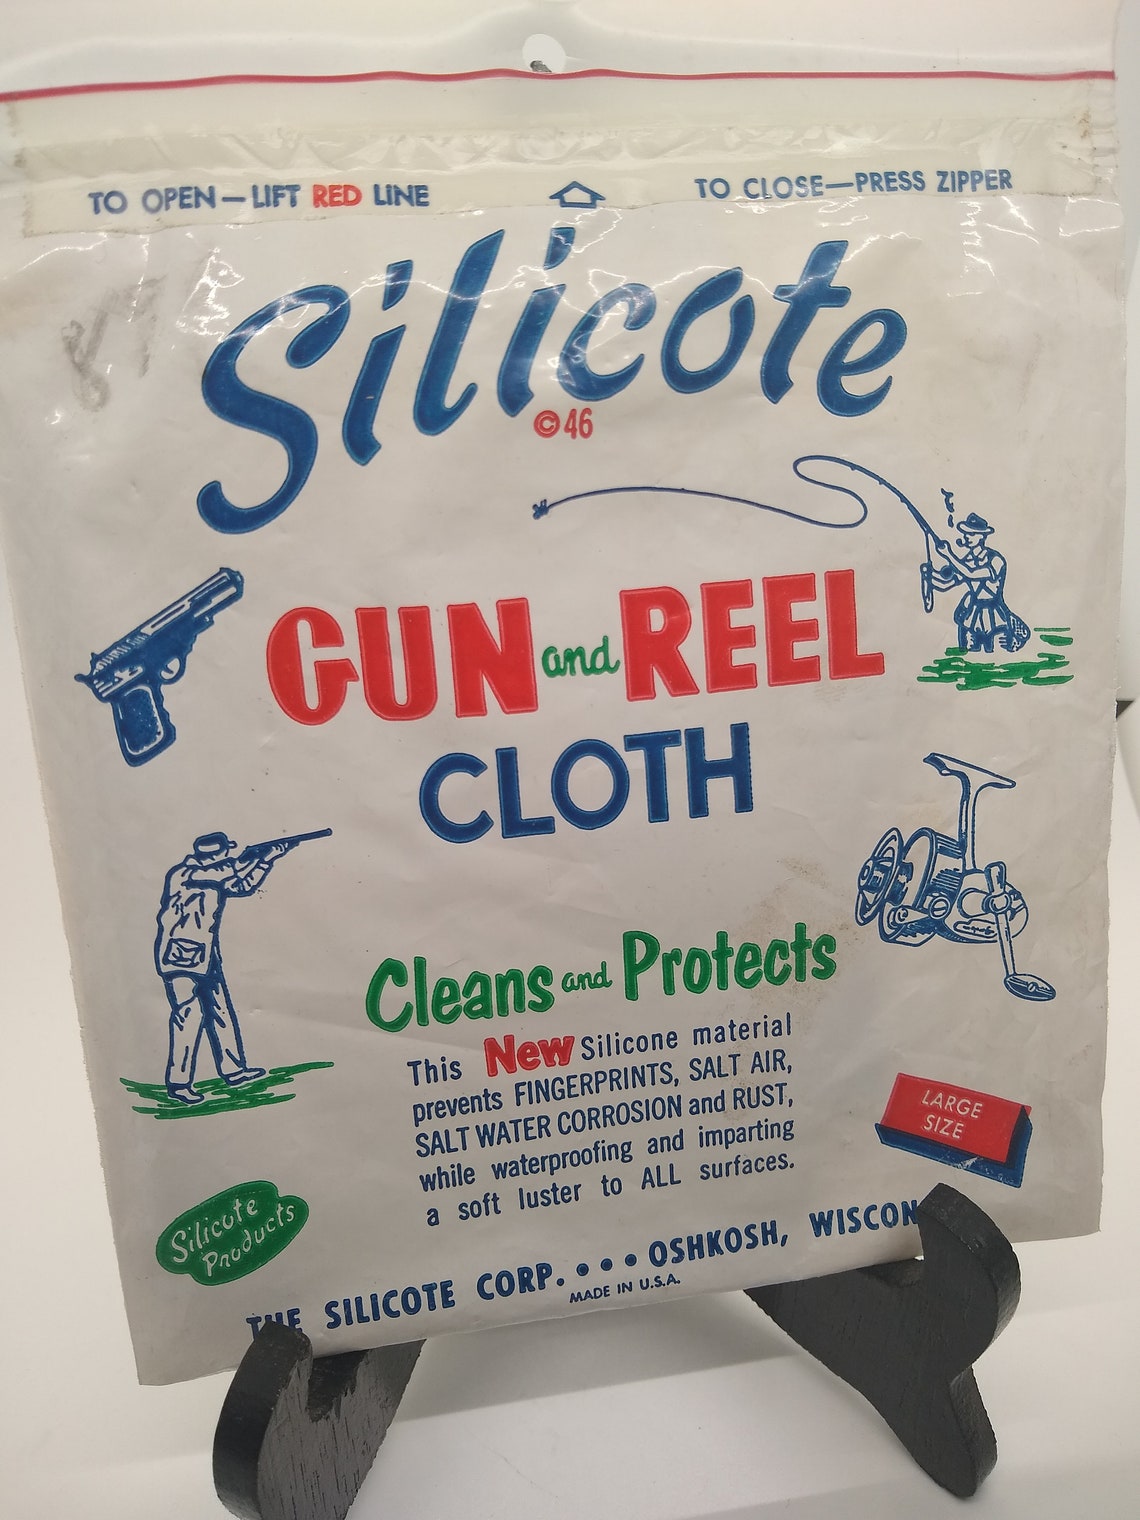 TO OPEN—LIFT RED LINE
TO CLOSE—PRESS ZIPPER
Silicote
©46
GUN and REEL
CLOTH
Cleans and Protects
This New Silicone material
prevents FINGERPRINTS, SALT AIR,
SALT WATER CORROSION and RUST,
while waterproofing and imparting
a soft luster to ALL surfaces.
LARGE
SIZE
Silicote
Products
THE SILICOTE CORP. . . . OSHKOSH, WISCON
MADE IN U.S.A.